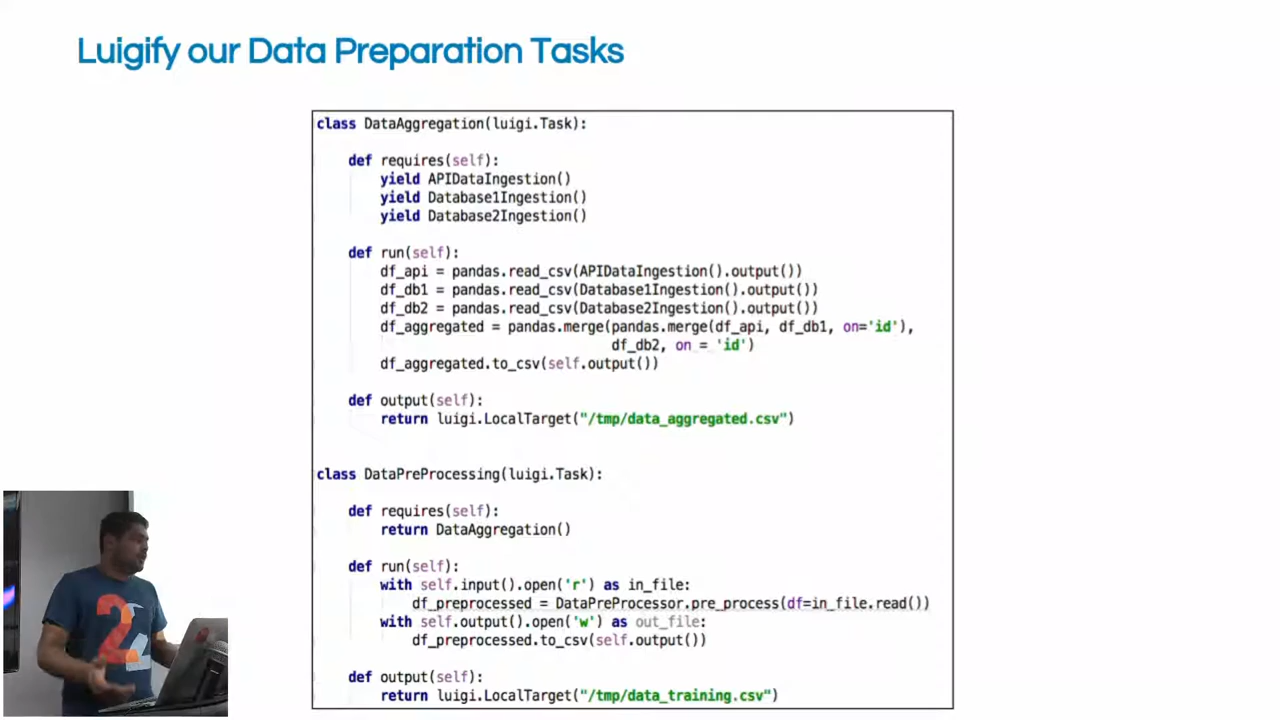 Luigify our Data Preparation Tasks
class DataAggregation(luigi.Task):
def requires(self):
yield APIDataIngestion()
yield Database1Ingestion()
yield Database2Ingestion()
def run(self):
df_api = pandas.read_csv(APIDataIngestion().output())
df_db1 = pandas.read_csv(Database1Ingestion().output())
df_db2 = pandas.read_csv(Database2Ingestion().output())
df_aggregated = pandas.merge(pandas.merge(df_api, df_db1, on='id'),
df_db2, on = 'id')
df_aggregated.to_csv(self.output())
def output(self):
return luigi.LocalTarget("/tmp/data_aggregated.csv")
class DataPreProcessing(luigi.Task):
def requires(self):
return DataAggregation()
def run(self):
with self.input().open('r') as in_file:
df_preprocessed = DataPreProcessor.pre_process(df=in_file.read())
with self.output().open('w') as out_file:
df_preprocessed.to_csv(self.output())
def output(self):
return luigi.LocalTarget("/tmp/data_training.csv")
22